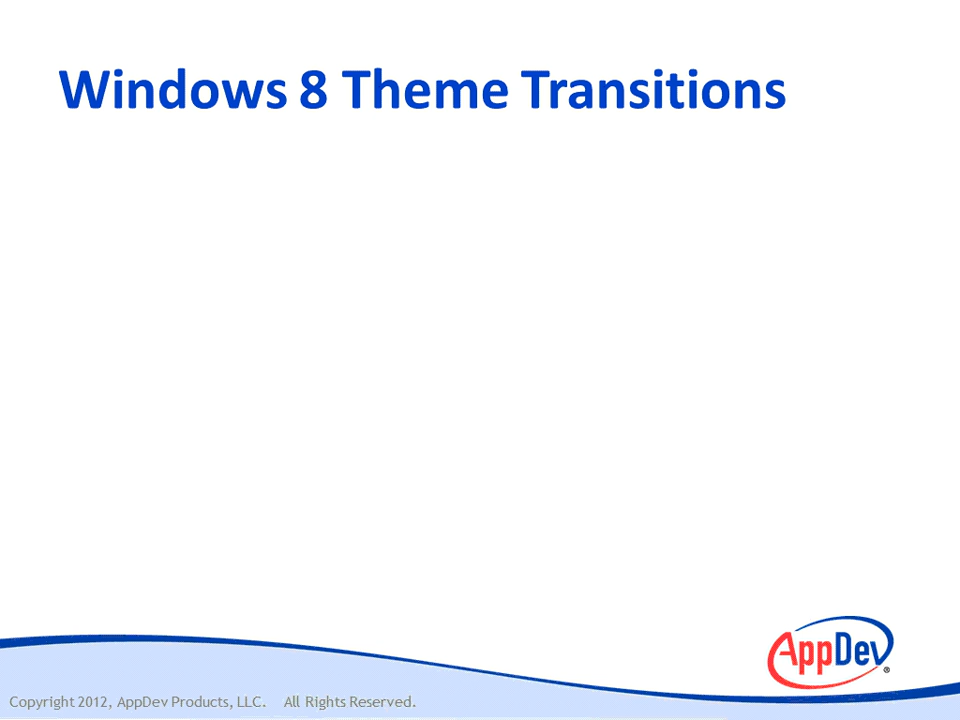 Windows 8 Theme Transitions
AppDev®
Copyright 2012, AppDev Products, LLC. All Rights Reserved.